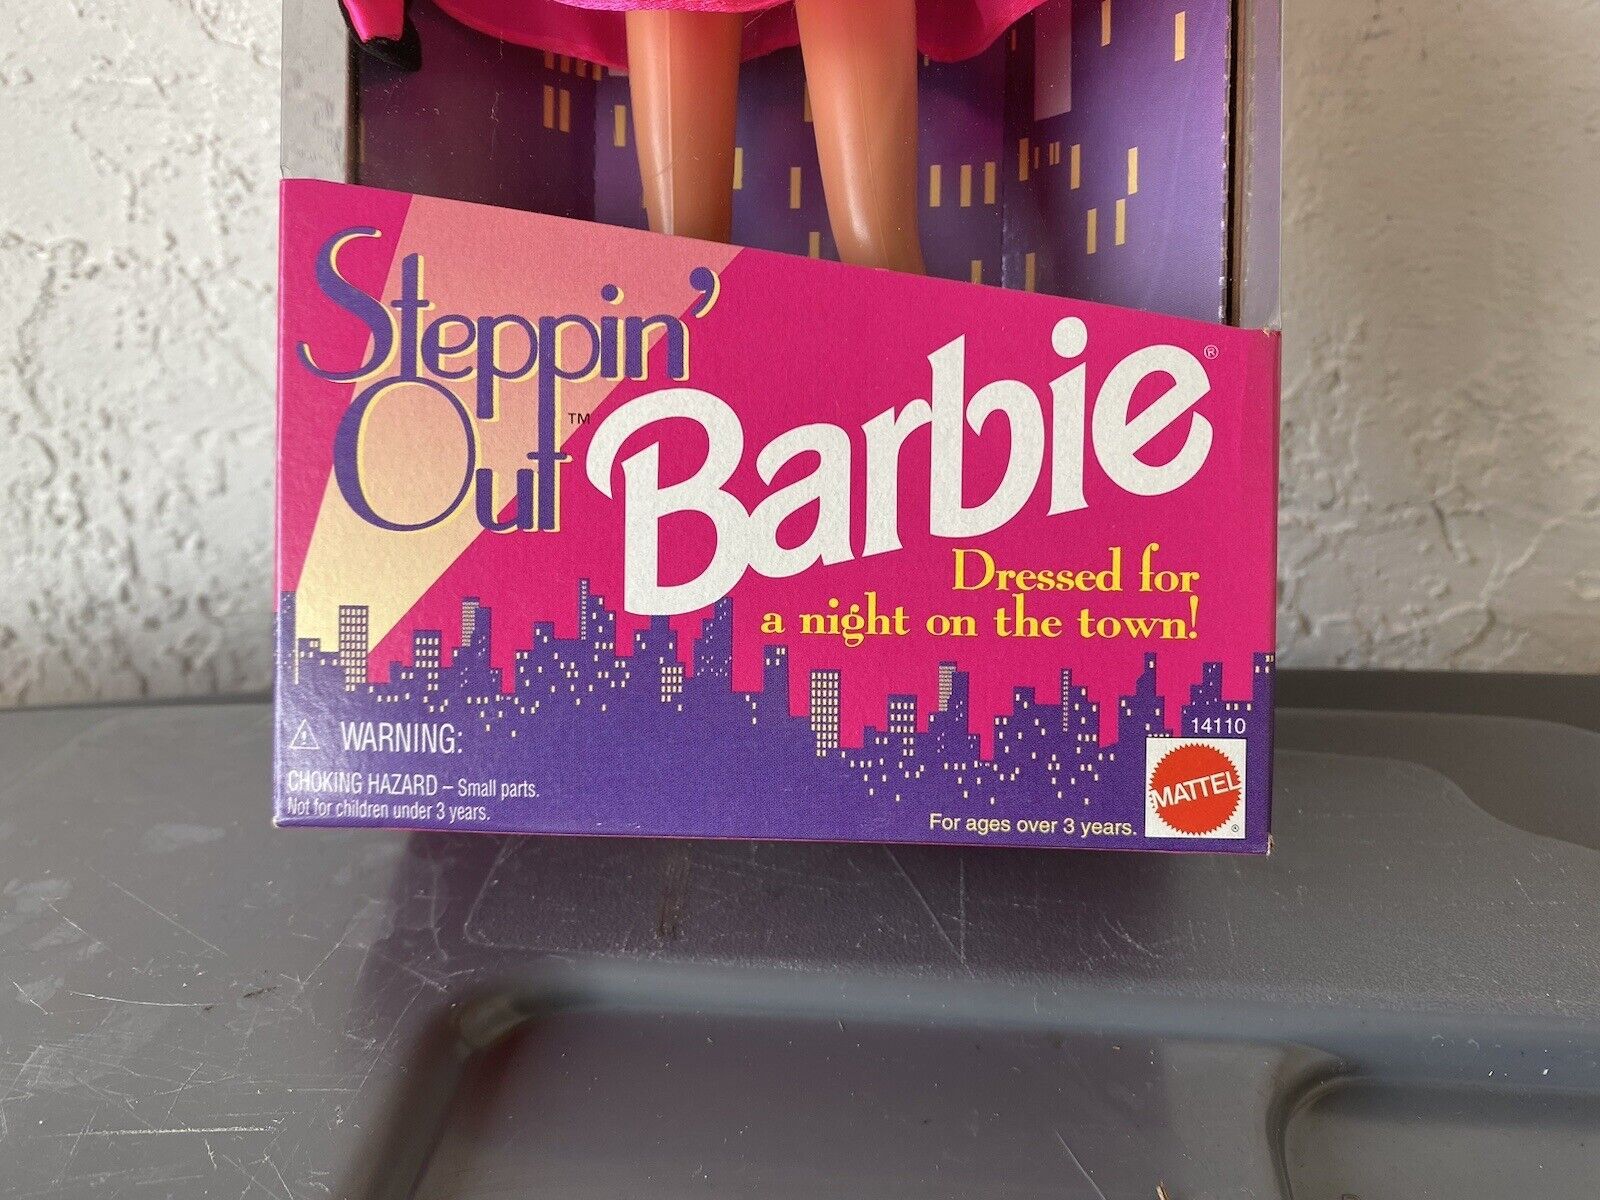 Steppin'
Out™
Barbie®
Dressed for
a night on the town!
⚠ WARNING:
CHOKING HAZARD – Small parts.
Not for children under 3 years.
14110
For ages over 3 years.
MATTEL®